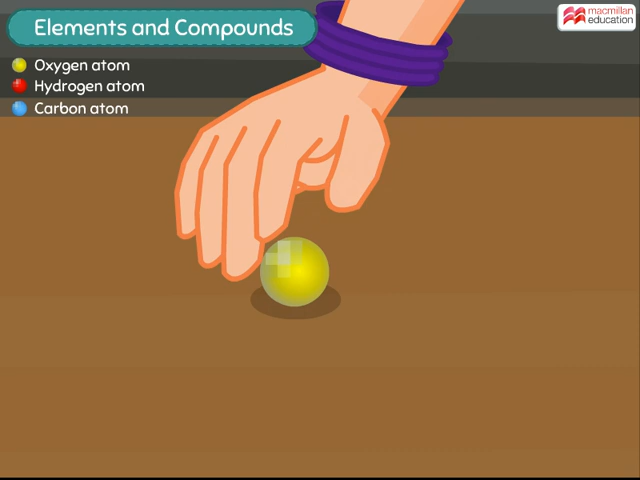 Elements and Compounds
macmillan
education
Oxygen atom
Hydrogen atom
Carbon atom